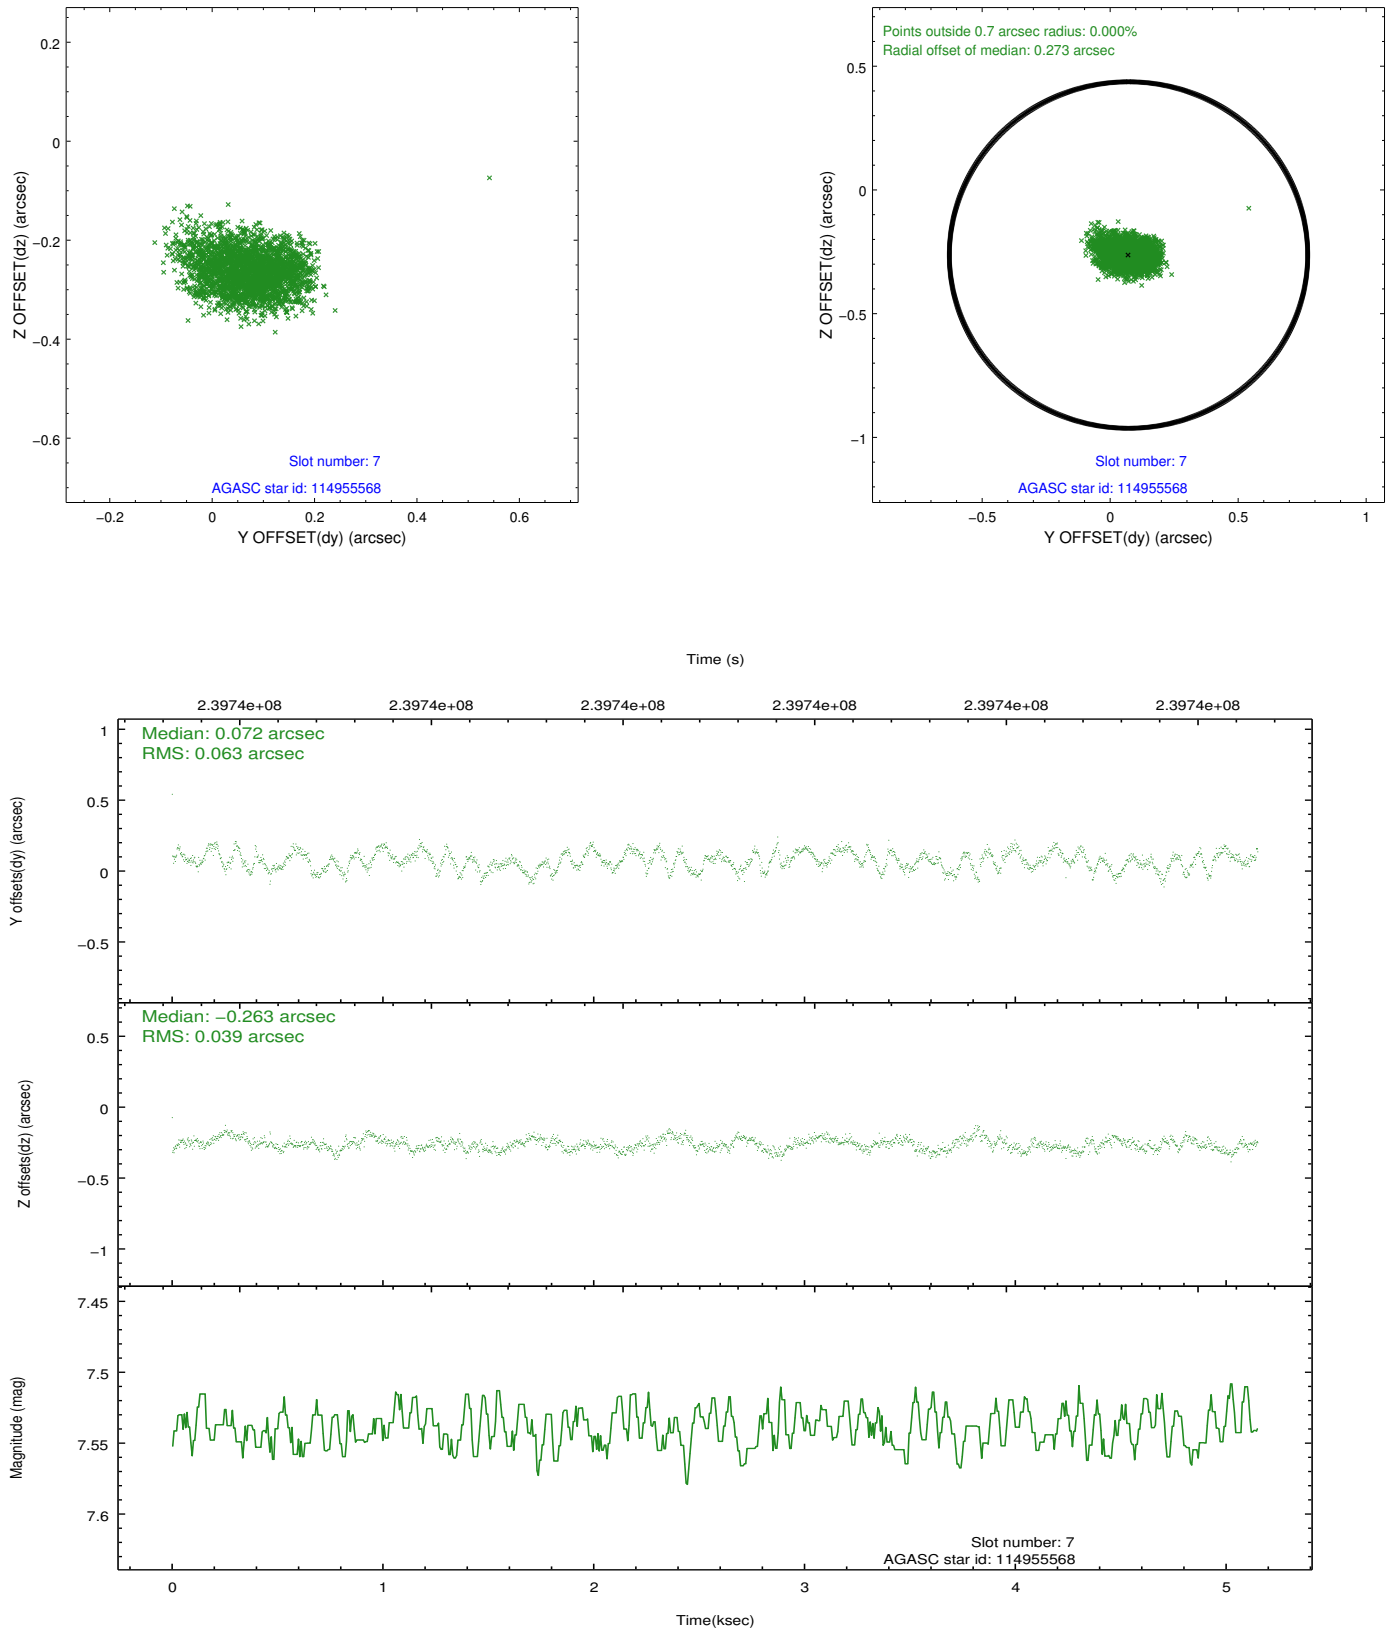 0.2
0
−0.2
−0.4
−0.6
Z OFFSET(dz) (arcsec)
Slot number: 7
AGASC star id: 114955568
−0.2 0 0.2 0.4 0.6
Y OFFSET(dy) (arcsec)
Points outside 0.7 arcsec radius: 0.000%
Radial offset of median: 0.273 arcsec
0.5
0
−0.5
−1
Z OFFSET(dz) (arcsec)
Slot number: 7
AGASC star id: 114955568
−0.5 0 0.5 1
Y OFFSET(dy) (arcsec)
Time (s)
2.3974e+08 2.3974e+08 2.3974e+08 2.3974e+08 2.3974e+08 2.3974e+08
Median: 0.072 arcsec
RMS: 0.063 arcsec
1
0.5
0
−0.5
Y offsets(dy) (arcsec)
Median: −0.263 arcsec
RMS: 0.039 arcsec
0.5
0
−0.5
−1
Z offsets(dz) (arcsec)
7.45
7.5
7.55
7.6
Magnitude (mag)
Slot number: 7
AGASC star id: 114955568
0 1 2 3 4 5
Time(ksec)